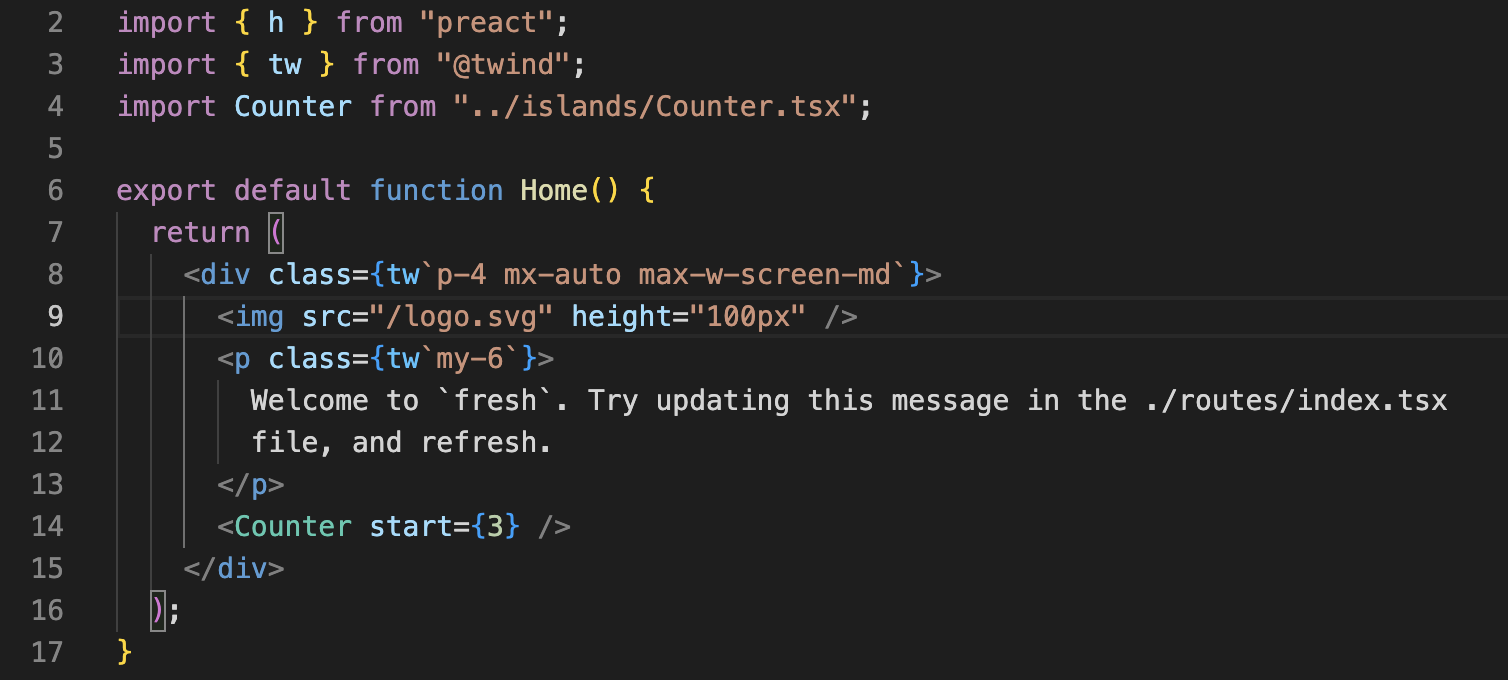 2 import { h } from "preact";
3 import { tw } from "@twind";
4 import Counter from "../islands/Counter.tsx";
5
6 export default function Home() {
7   return (
8     <div class={tw`p-4 mx-auto max-w-screen-md`}>
9       <img src="/logo.svg" height="100px" />
10       <p class={tw`my-6`}>
11         Welcome to `fresh`. Try updating this message in the ./routes/index.tsx
12         file, and refresh.
13       </p>
14       <Counter start={3} />
15     </div>
16   );
17 }